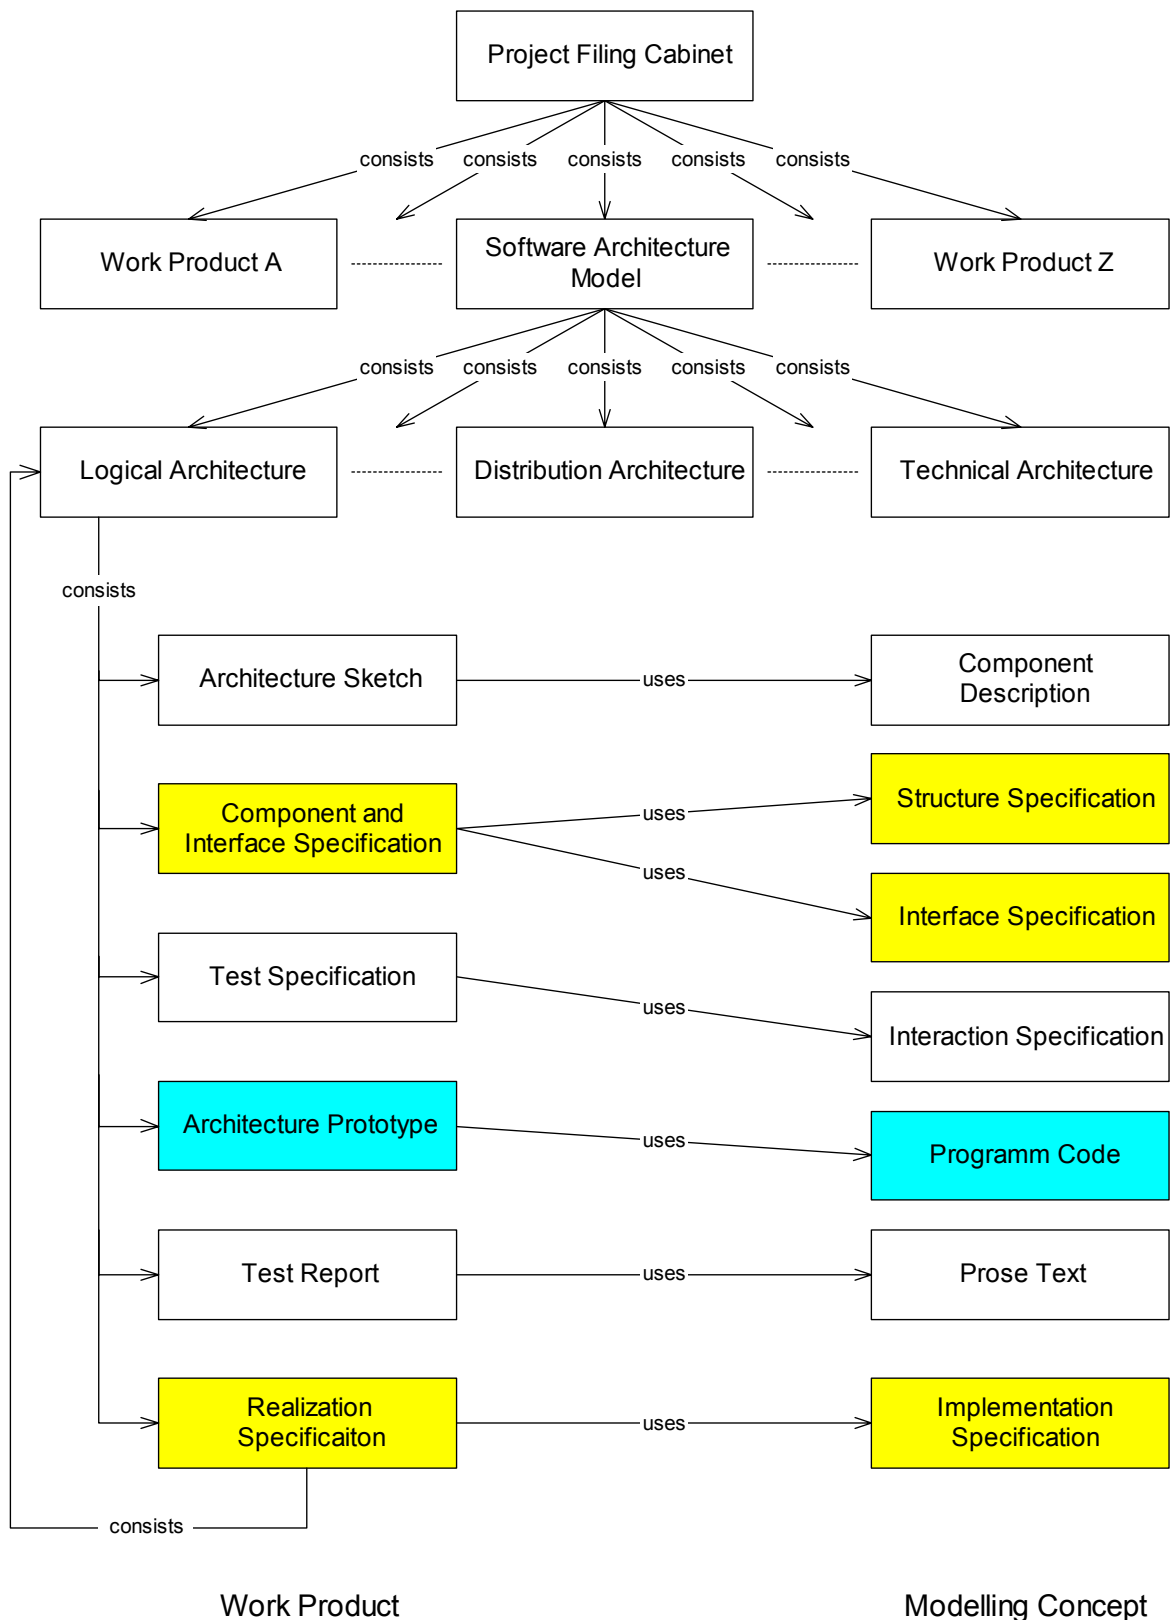 Project Filing Cabinet
consists consists consists consists consists
Work Product A
Software Architecture
Model
Work Product Z
consists consists consists consists consists
Logical Architecture
Distribution Architecture
Technical Architecture
consists
Architecture Sketch
uses
Component
Description
Component and
Interface Specification
uses
Structure Specification
uses
Interface Specification
Test Specification
uses
Interaction Specification
Architecture Prototype
uses
Programm Code
Test Report
uses
Prose Text
Realization
Specificaiton
uses
Implementation
Specification
consists
Work Product
Modelling Concept